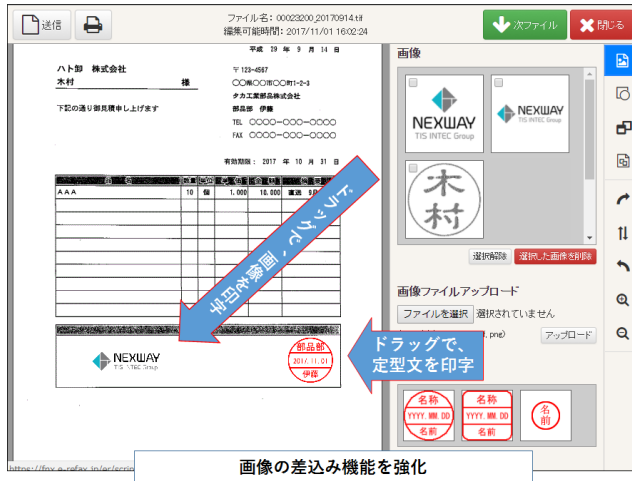 送信
ファイル名: 00023200_20170914.tif
編集可能時間: 2017/11/01 16:02:24
次ファイル
閉じる
平成 29 年 9 月 14 日
ハト卸 株式会社
木村 様
下記の通り御見積申し上げます
〒123-4567
〇〇県〇〇市〇〇町1-2-3
タカ工業部品株式会社
部品部 伊藤
TEL 〇〇〇〇-〇〇〇-〇〇〇〇
FAX 〇〇〇〇-〇〇〇-〇〇〇〇
有効期限: 2017 年 10 月 31 日
AAA 10 個 1,000 10,000 直送 9月
ドラッグで、画像を印字
NEXWAY
TIS INTEC Group
部品部
2017.11.01
伊藤
ドラッグで、
定型文を印字
画像
NEXWAY
TIS INTEC Group
NEXWAY
TIS INTEC Group
木村
選択解除
選択した画像を削除
画像ファイルアップロード
ファイルを選択 選択されていません
, png)
アップロード
名称
YYYY.MM.DD
名前
名称
YYYY.MM.DD
名前
名前
画像の差込み機能を強化